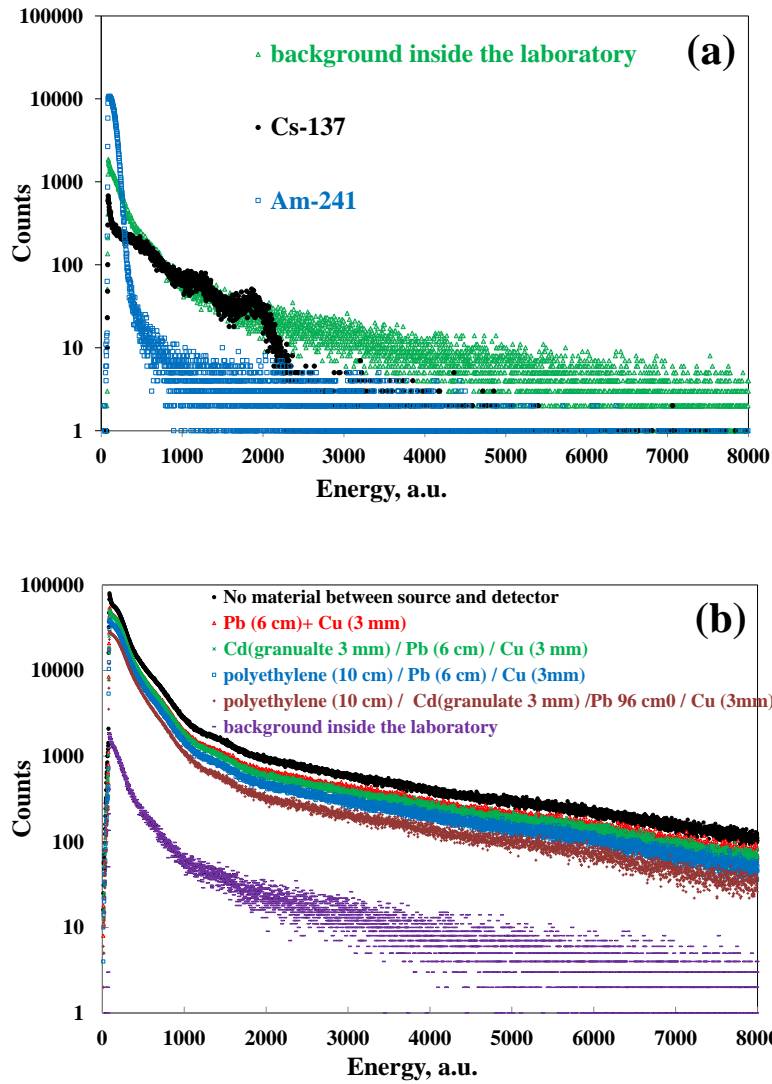 100000
(a)
background inside the laboratory
10000
Cs-137
1000
Am-241
Counts
100
10
1
0 1000 2000 3000 4000 5000 6000 7000 8000
Energy, a.u.
100000
No material between source and detector
(b)
Pb (6 cm)+ Cu (3 mm)
Cd(granualte 3 mm) / Pb (6 cm) / Cu (3 mm)
10000
polyethylene (10 cm) / Pb (6 cm) / Cu (3mm)
polyethylene (10 cm) / Cd(granulate 3 mm) /Pb 96 cm0 / Cu (3mm)
background inside the laboratory
1000
Counts
100
10
1
0 1000 2000 3000 4000 5000 6000 7000 8000
Energy, a.u.